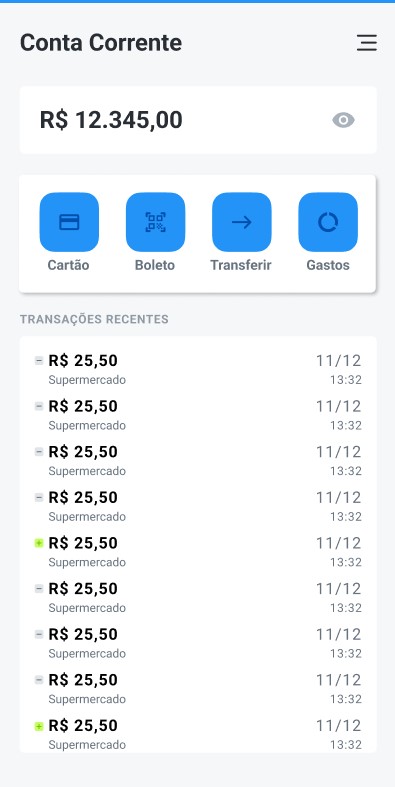 Conta Corrente
R$ 12.345,00
Cartão Boleto Transferir Gastos
TRANSAÇÕES RECENTES
- R$ 25,50 11/12
Supermercado 13:32
- R$ 25,50 11/12
Supermercado 13:32
- R$ 25,50 11/12
Supermercado 13:32
- R$ 25,50 11/12
Supermercado 13:32
+ R$ 25,50 11/12
Supermercado 13:32
- R$ 25,50 11/12
Supermercado 13:32
- R$ 25,50 11/12
Supermercado 13:32
- R$ 25,50 11/12
Supermercado 13:32
+ R$ 25,50 11/12
Supermercado 13:32